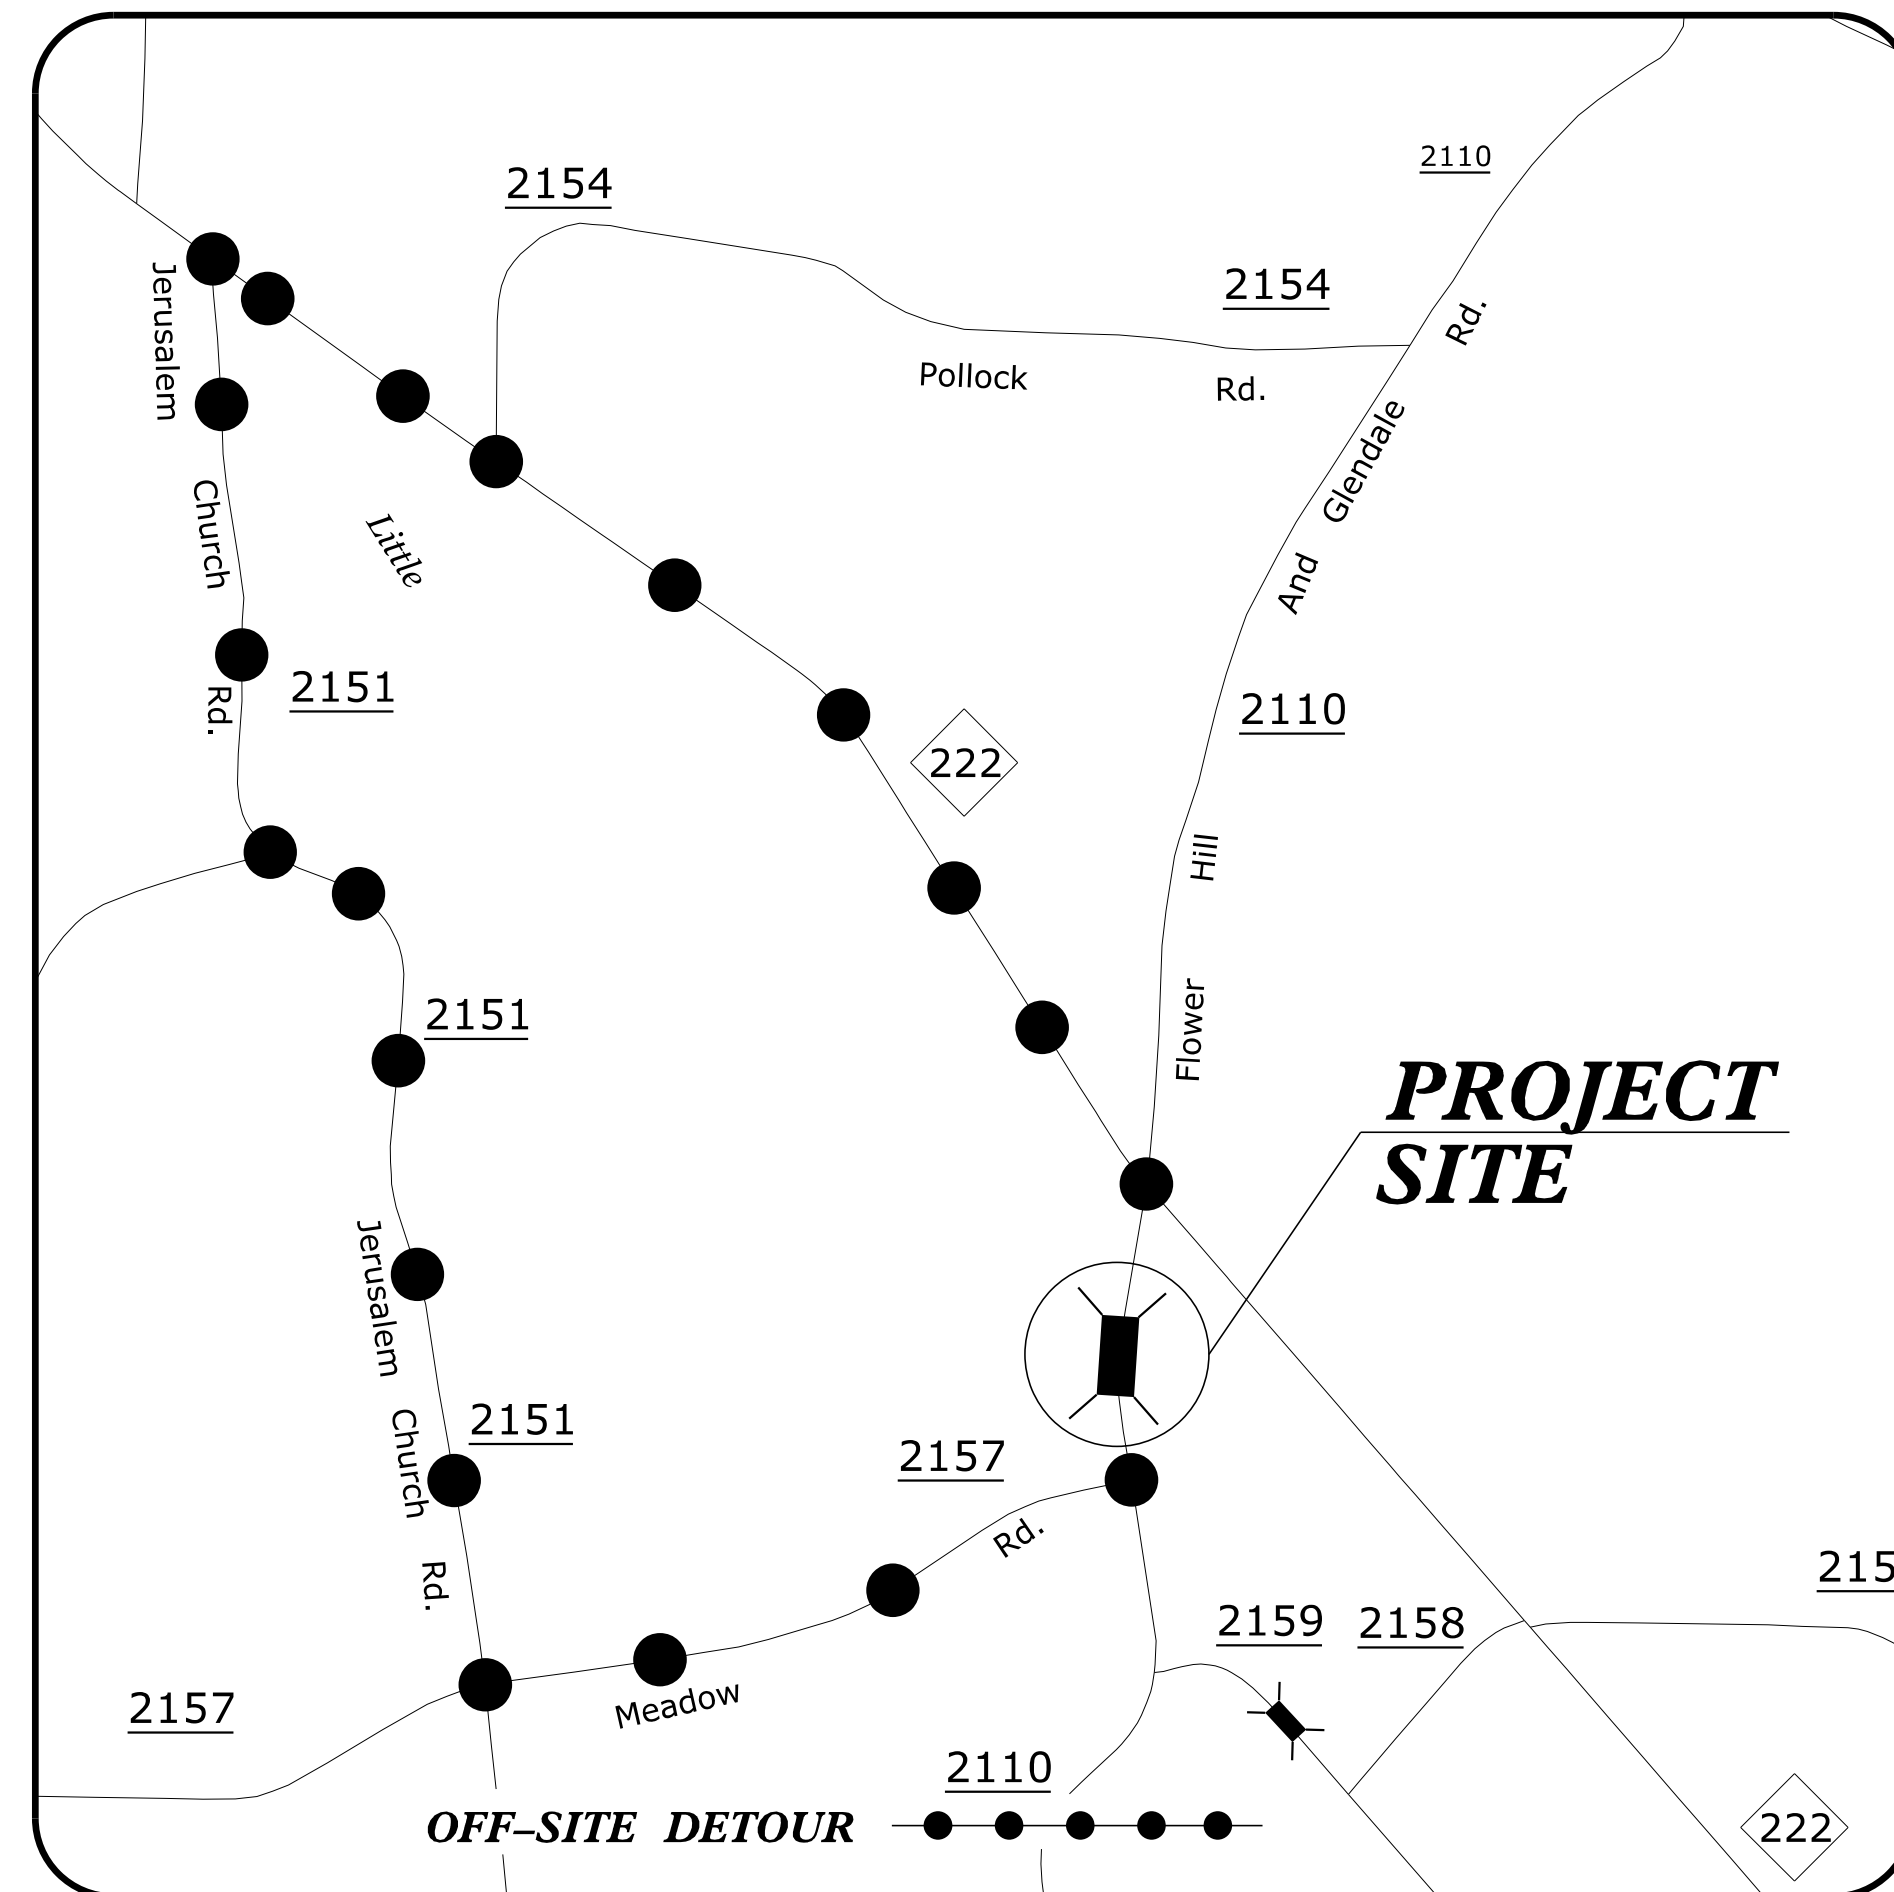 2110
2154
2154
Rd.
Pollock
Rd.
Jerusalem
Glendale
Church
Little
And
2151
Rd.
2110
222
Hill
Flower
2151
PROJECT
SITE
Jerusalem
2151
Church
2157
Rd.
Rd.
215
2159
2158
Meadow
2157
2110
OFF–SITE DETOUR
222